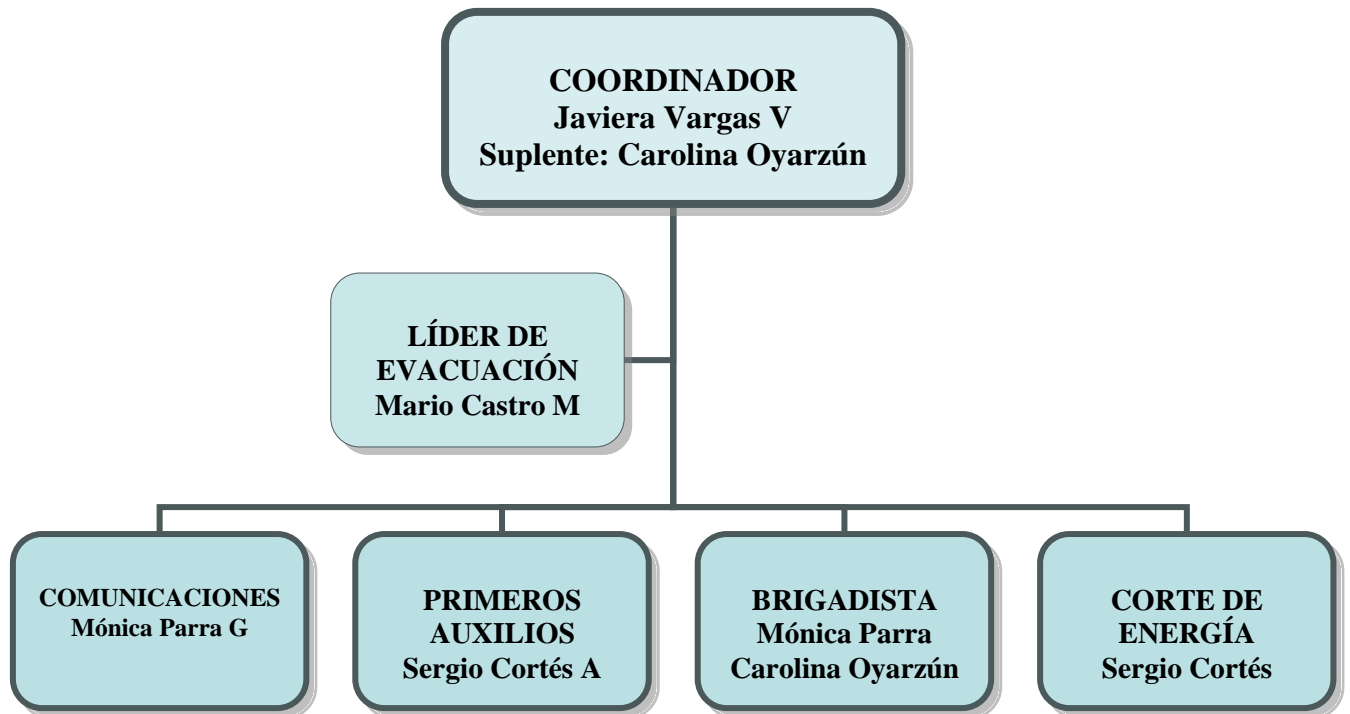 COORDINADOR
Javiera Vargas V
Suplente: Carolina Oyarzún
LÍDER DE
EVACUACIÓN
Mario Castro M
COMUNICACIONES
Mónica Parra G
PRIMEROS
AUXILIOS
Sergio Cortés A
BRIGADISTA
Mónica Parra
Carolina Oyarzún
CORTE DE
ENERGÍA
Sergio Cortés